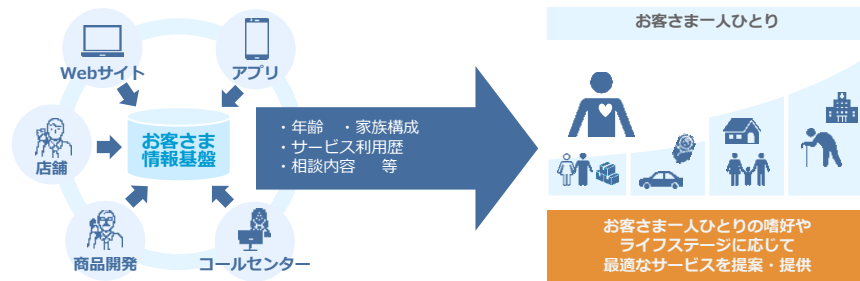 Webサイト
アプリ
店舗
お客さま
情報基盤
商品開発
コールセンター
・年齢 ・家族構成
・サービス利用歴
・相談内容 等
お客さま一人ひとり
お客さま一人ひとりの嗜好や
ライフステージに応じて
最適なサービスを提案・提供